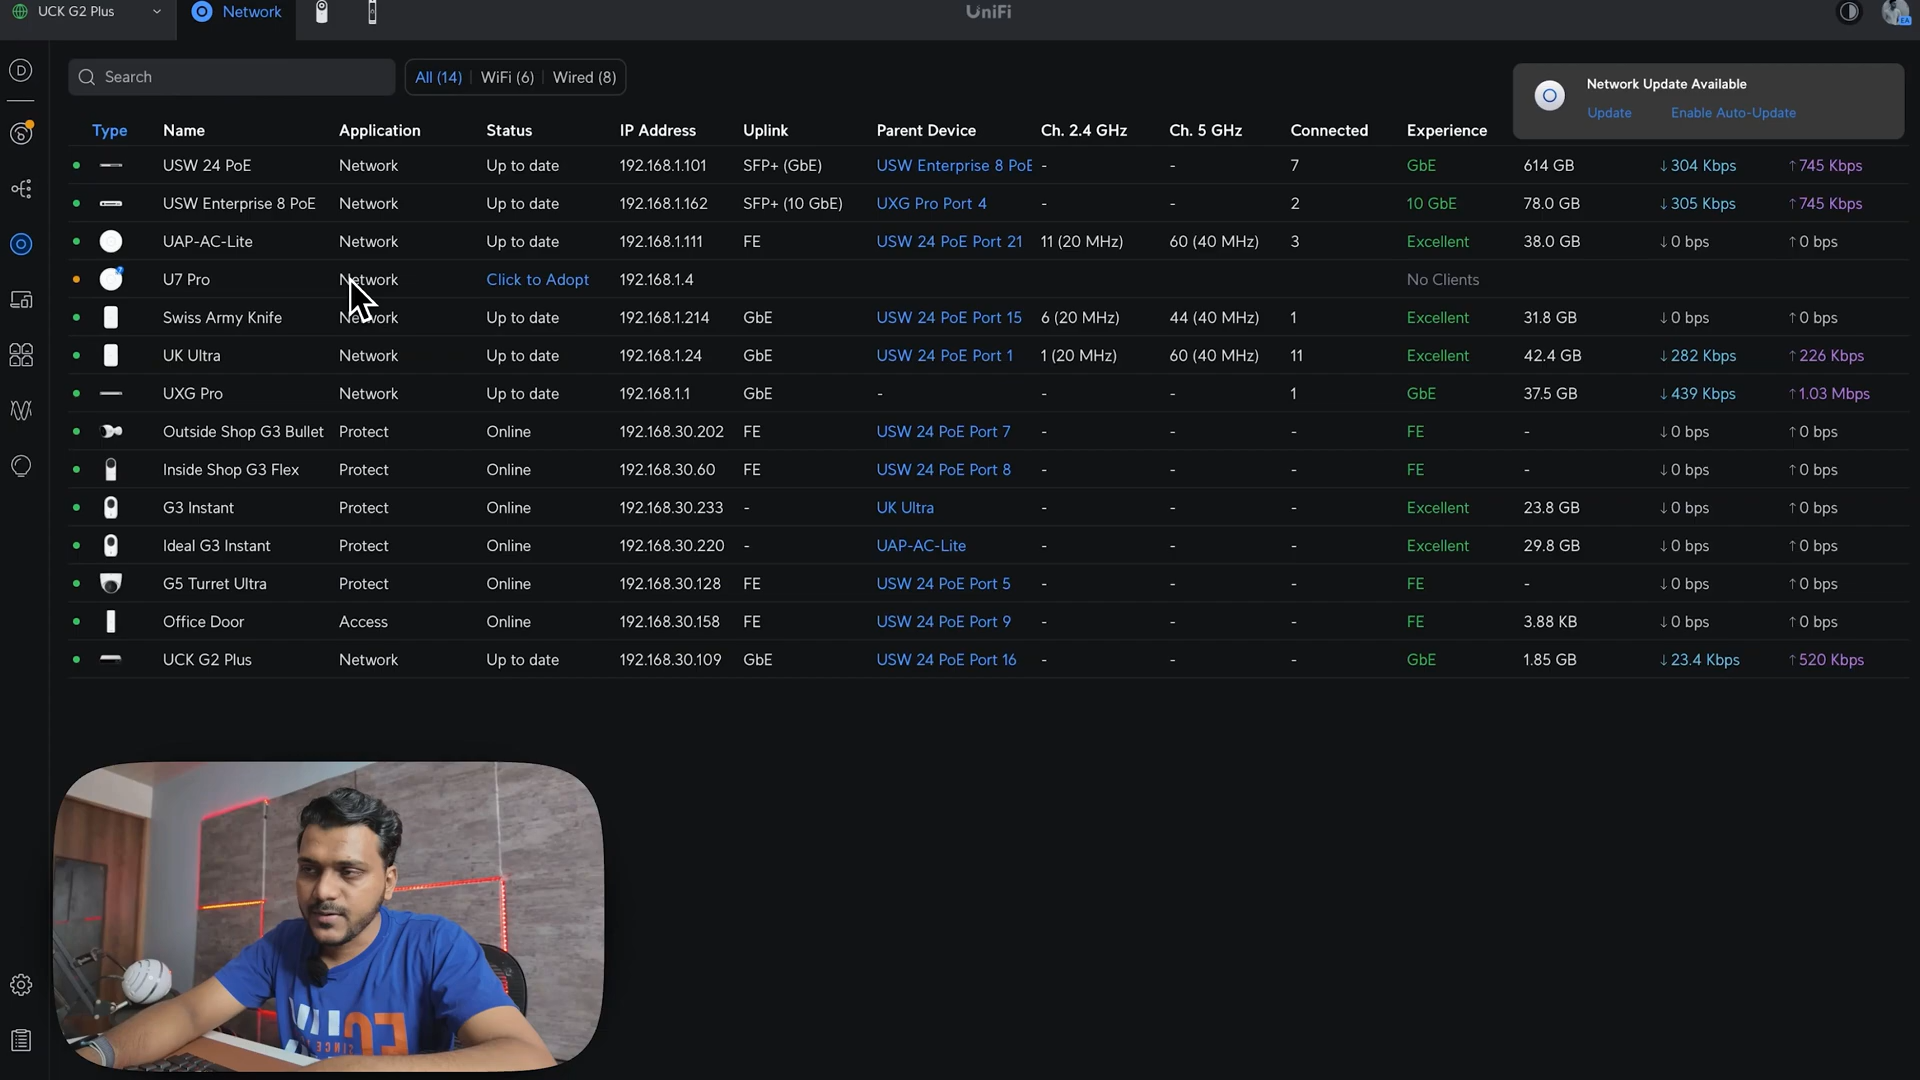 UCK G2 Plus Network UniFi
Search All (14) WiFi (6) Wired (8)
Network Update Available
Update Enable Auto-Update
Type Name Application Status IP Address Uplink Parent Device Ch. 2.4 GHz Ch. 5 GHz Connected Experience
USW 24 PoE Network Up to date 192.168.1.101 SFP+ (GbE) USW Enterprise 8 PoE - - 7 GbE 614 GB ↓304 Kbps ↑745 Kbps
USW Enterprise 8 PoE Network Up to date 192.168.1.162 SFP+ (10 GbE) UXG Pro Port 4 - - 2 10 GbE 78.0 GB ↓305 Kbps ↑745 Kbps
UAP-AC-Lite Network Up to date 192.168.1.111 FE USW 24 PoE Port 21 11 (20 MHz) 60 (40 MHz) 3 Excellent 38.0 GB ↓0 bps ↑0 bps
U7 Pro Network Click to Adopt 192.168.1.4 No Clients
Swiss Army Knife Network Up to date 192.168.1.214 GbE USW 24 PoE Port 15 6 (20 MHz) 44 (40 MHz) 1 Excellent 31.8 GB ↓0 bps ↑0 bps
UK Ultra Network Up to date 192.168.1.24 GbE USW 24 PoE Port 1 1 (20 MHz) 60 (40 MHz) 11 Excellent 42.4 GB ↓282 Kbps ↑226 Kbps
UXG Pro Network Up to date 192.168.1.1 GbE - - - 1 GbE 37.5 GB ↓439 Kbps ↑1.03 Mbps
Outside Shop G3 Bullet Protect Online 192.168.30.202 FE USW 24 PoE Port 7 - - - FE - ↓0 bps ↑0 bps
Inside Shop G3 Flex Protect Online 192.168.30.60 FE USW 24 PoE Port 8 - - - FE - ↓0 bps ↑0 bps
G3 Instant Protect Online 192.168.30.233 - UK Ultra - - - Excellent 23.8 GB ↓0 bps ↑0 bps
Ideal G3 Instant Protect Online 192.168.30.220 - UAP-AC-Lite - - - Excellent 29.8 GB ↓0 bps ↑0 bps
G5 Turret Ultra Protect Online 192.168.30.128 FE USW 24 PoE Port 5 - - - FE - ↓0 bps ↑0 bps
Office Door Access Online 192.168.30.158 FE USW 24 PoE Port 9 - - - FE 3.88 KB ↓0 bps ↑0 bps
UCK G2 Plus Network Up to date 192.168.30.109 GbE USW 24 PoE Port 16 - - - GbE 1.85 GB ↓23.4 Kbps ↑520 Kbps